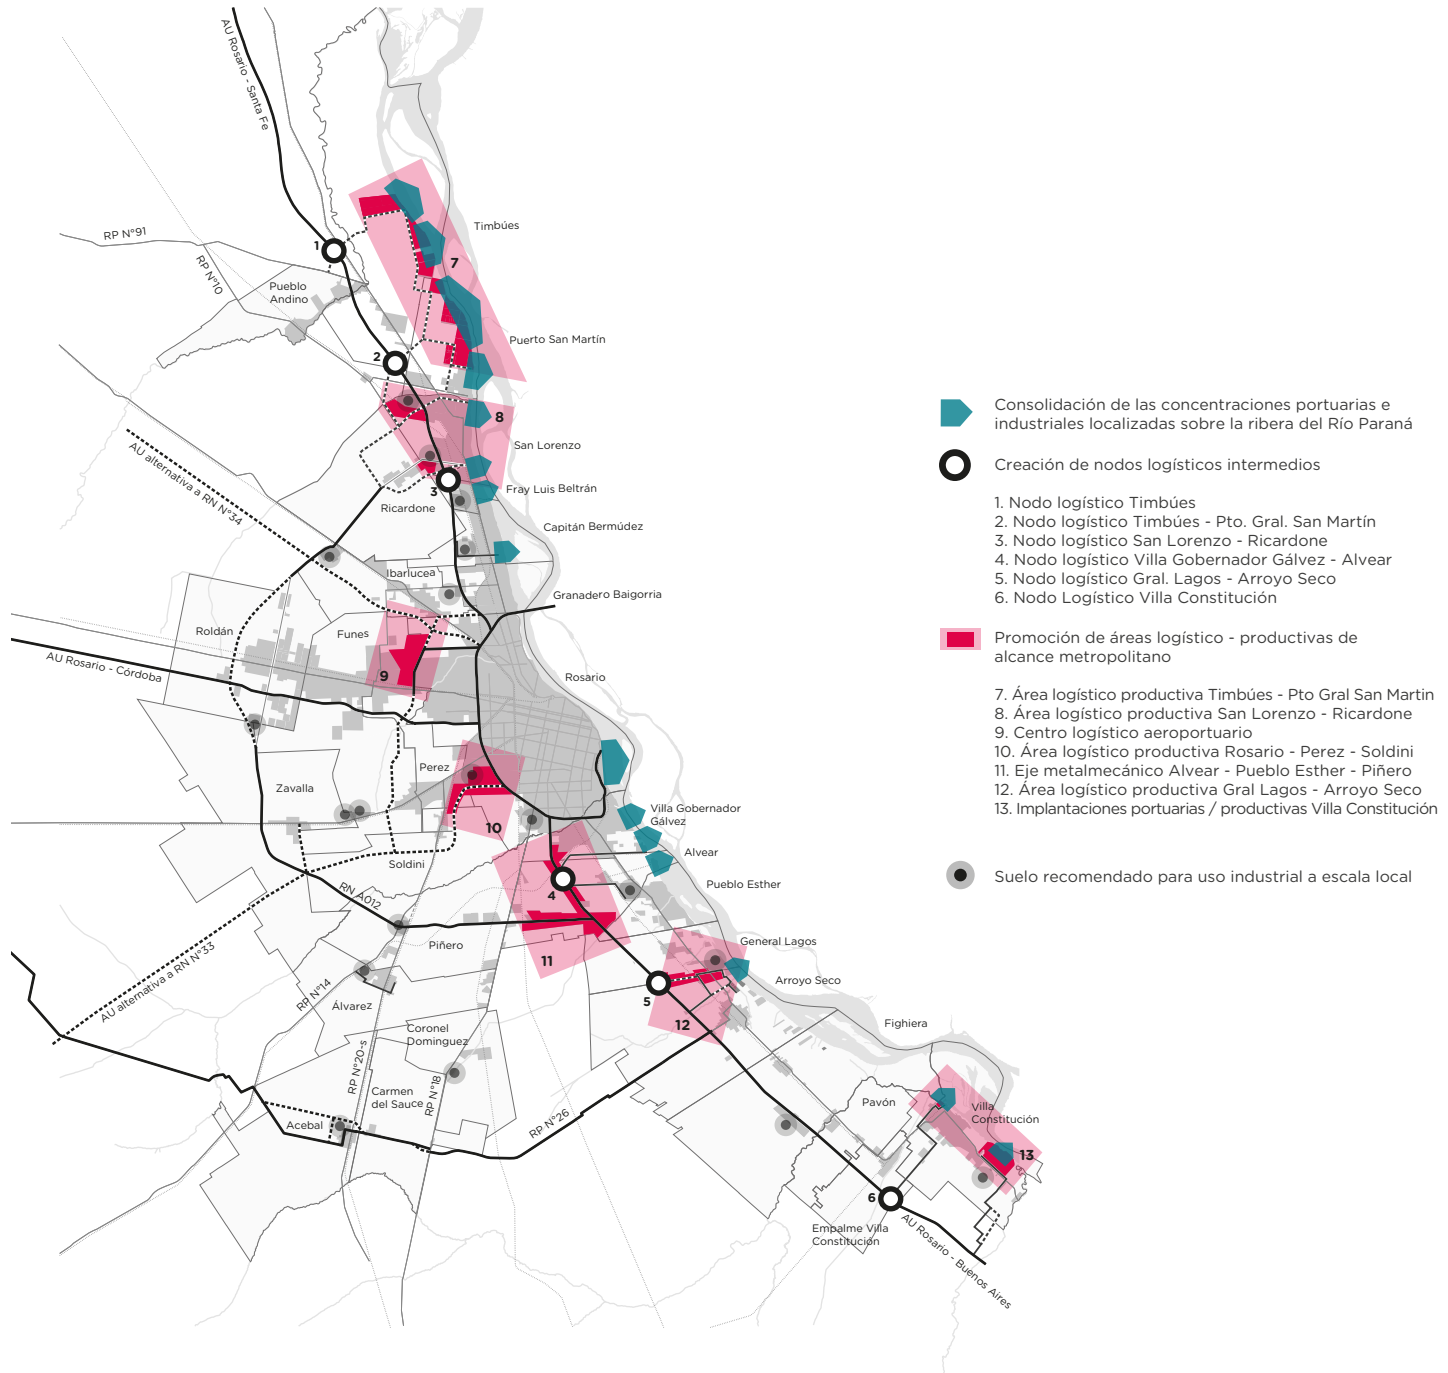 AU Rosario - Santa Fe
RP N°91
RP N°10
1
Timbúes
7
Pueblo
Andino
Puerto San Martín
2
8
San Lorenzo
AU alternativa a RN N°34
3
Fray Luis Beltrán
Ricardone
Capitán Bermúdez
Ibarlucea
Granadero Baigorria
Roldán
Funes
AU Rosario - Córdoba
9
Rosario
Perez
Zavalla
10
Villa Gobernador
Gálvez
Soldini
Alvear
Pueblo Esther
RN A012
4
Piñero
11
General Lagos
AU alternativa a RN N°33
RP N°14
Arroyo Seco
Álvarez
5
12
Coronel
Dominguez
Fighiera
RP N°20-s
RP N°18
Carmen
del Sauce
Acebal
RP N°26
Pavón
Villa
Constitución
13
6
Empalme Villa
Constitución
AU Rosario - Buenos Aires
Consolidación de las concentraciones portuarias e
industriales localizadas sobre la ribera del Río Paraná
Creación de nodos logísticos intermedios
1. Nodo logístico Timbúes
2. Nodo logístico Timbúes - Pto. Gral. San Martín
3. Nodo logístico San Lorenzo - Ricardone
4. Nodo logístico Villa Gobernador Gálvez - Alvear
5. Nodo logístico Gral. Lagos - Arroyo Seco
6. Nodo Logístico Villa Constitución
Promoción de áreas logístico - productivas de
alcance metropolitano
7. Área logístico productiva Timbúes - Pto Gral San Martin
8. Área logístico productiva San Lorenzo - Ricardone
9. Centro logístico aeroportuario
10. Área logístico productiva Rosario - Perez - Soldini
11. Eje metalmecánico Alvear - Pueblo Esther - Piñero
12. Área logístico productiva Gral Lagos - Arroyo Seco
13. Implantaciones portuarias / productivas Villa Constitución
Suelo recomendado para uso industrial a escala local